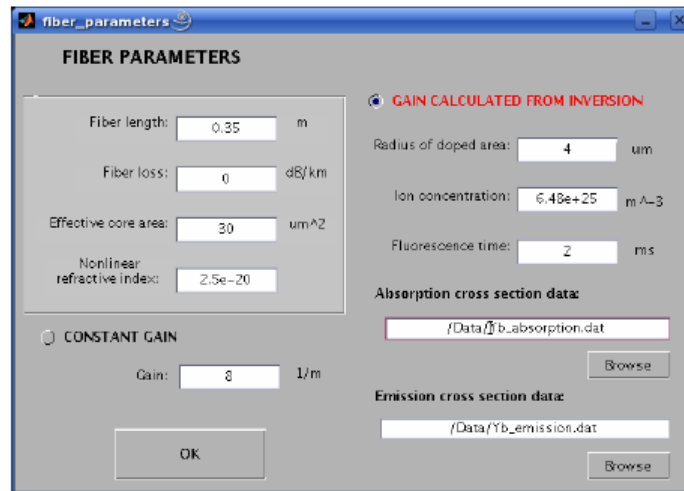 fiber_parameters
FIBER PARAMETERS
Fiber length: 0.35 m
Fiber loss: 0 dB/km
Effective core area: 30 um^2
Nonlinear
refractive index: 2.5e-20
CONSTANT GAIN
Gain: 8 1/m
OK
GAIN CALCULATED FROM INVERSION
Radius of doped area: 4 um
Ion concentration: 6.48e+25 m^-3
Fluorescence time: 2 ms
Absorption cross section data:
/Data/Yb_absorption.dat
Browse
Emission cross section data:
/Data/Yb_emission.dat
Browse